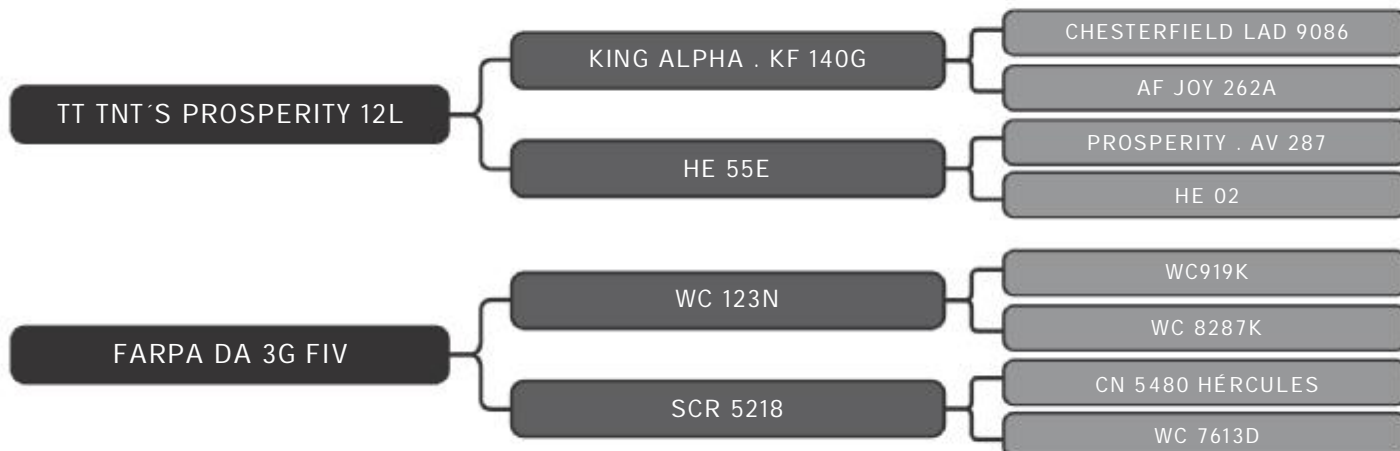 TT TNT´S PROSPERITY 12L
KING ALPHA . KF 140G
CHESTERFIELD LAD 9086
AF JOY 262A
HE 55E
PROSPERITY . AV 287
HE 02
FARPA DA 3G FIV
WC 123N
WC919K
WC 8287K
SCR 5218
CN 5480 HÉRCULES
WC 7613D